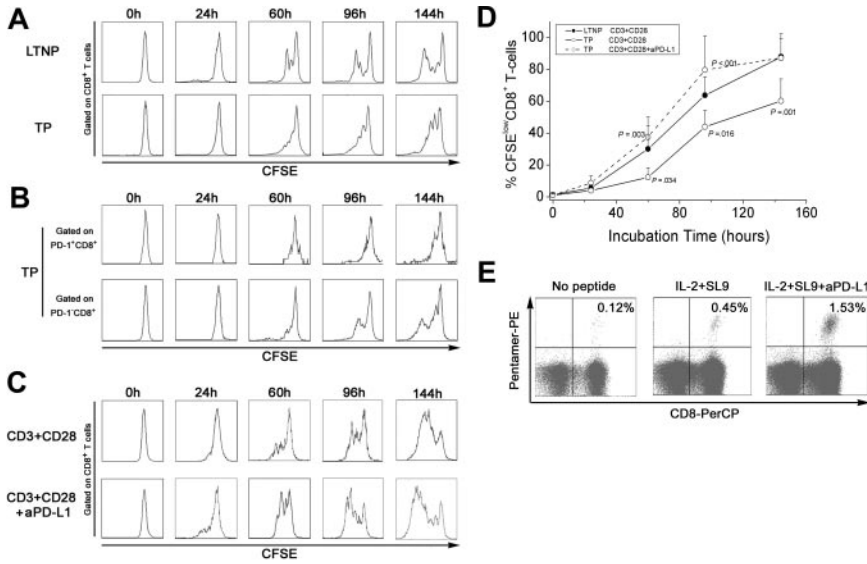 A
0h 24h 60h 96h 144h
LTNP
TP
Gated on CD8+ T cells
CFSE
B
0h 24h 60h 96h 144h
TP
Gated on
PD-1+CD8+
Gated on
PD-1-CD8+
CFSE
C
0h 24h 60h 96h 144h
CD3+CD28
CD3+CD28
+aPD-L1
Gated on CD8+ T cells
CFSE
D
LTNP CD3+CD28
TP CD3+CD28
TP CD3+CD28+aPD-L1
% CFSElowCD8+ T-cells
100
80
60
40
20
0
P=.003
P<.001
P=.034
P=.016
P=.001
0 40 80 120 160
Incubation Time (hours)
E
No peptide IL-2+SL9 IL-2+SL9+aPD-L1
0.12% 0.45% 1.53%
Pentamer-PE
CD8-PerCP